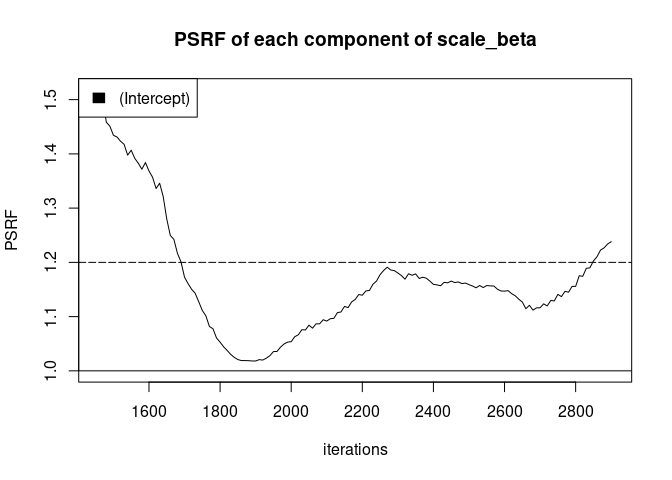 PSRF of each component of scale_beta
(Intercept)
PSRF
1.5
1.4
1.3
1.2
1.1
1.0
1600 1800 2000 2200 2400 2600 2800
iterations